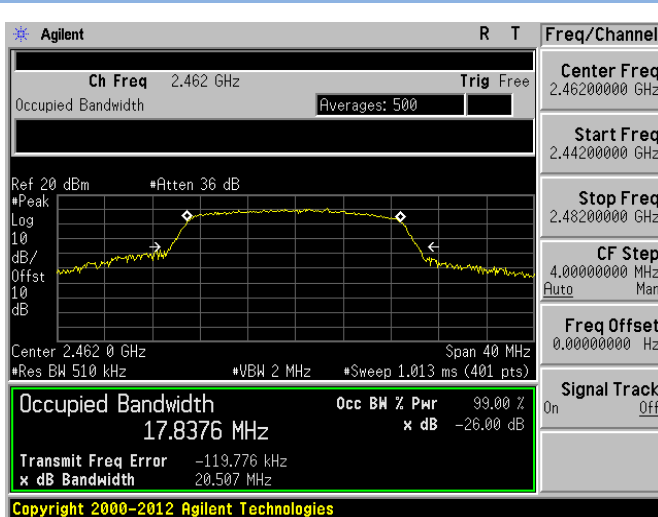 Agilent R T
Freq/Channel
Ch Freq 2.462 GHz Trig Free
Occupied Bandwidth Averages: 500
Center Freq
2.46200000 GHz
Start Freq
2.44200000 GHz
Stop Freq
2.48200000 GHz
CF Step
4.00000000 MHz
Auto Man
Freq Offset
0.00000000 Hz
Signal Track
On Off
Ref 20 dBm #Atten 36 dB
#Peak
Log
10
dB/
Offst
10
dB
Center 2.462 0 GHz Span 40 MHz
#Res BW 510 kHz #VBW 2 MHz #Sweep 1.013 ms (401 pts)
Occupied Bandwidth Occ BW % Pwr 99.00 %
17.8376 MHz x dB -26.00 dB
Transmit Freq Error -119.776 kHz
x dB Bandwidth 20.507 MHz
Copyright 2000-2012 Agilent Technologies